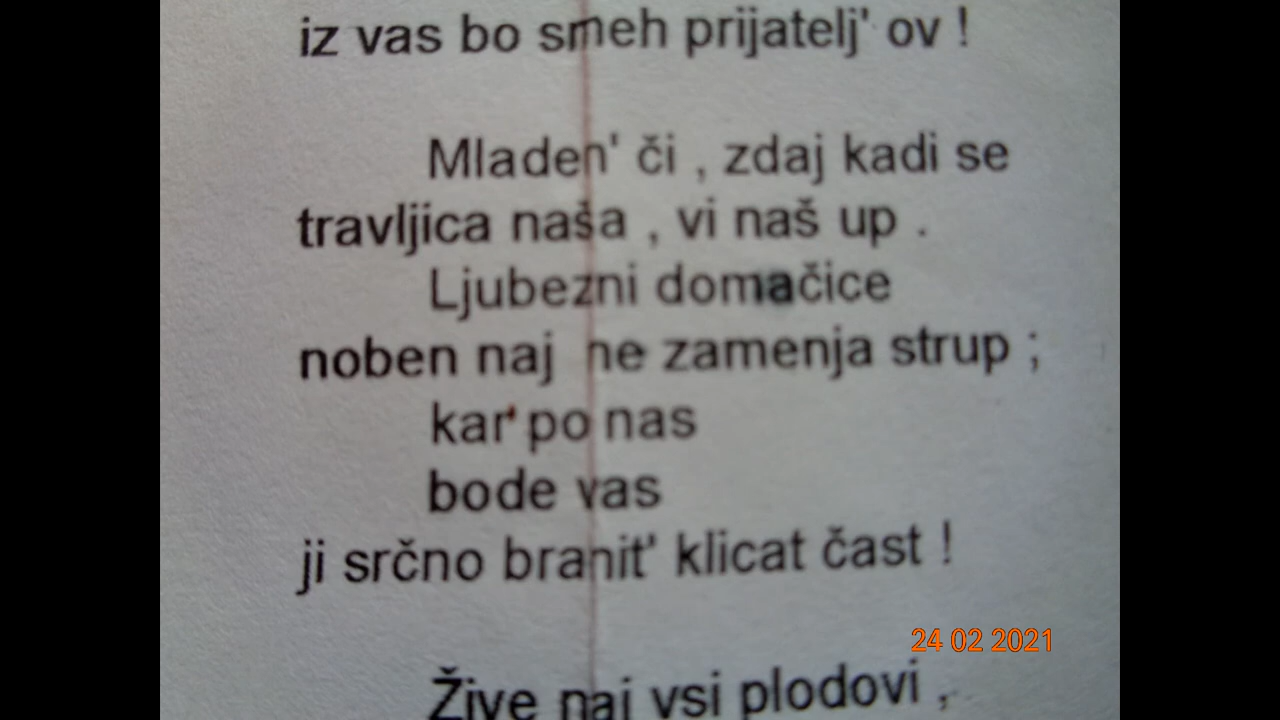 iz vas bo smeh prijatelj' ov !
Mladen' či , zdaj kadi se
travljica naša , vi naš up .
Ljubezni domačice
noben naj ne zamenja strup ;
kar po nas
bode vas
ji srčno branit' klicat čast !
24 02 2021
Žive naj vsi plodovi ,